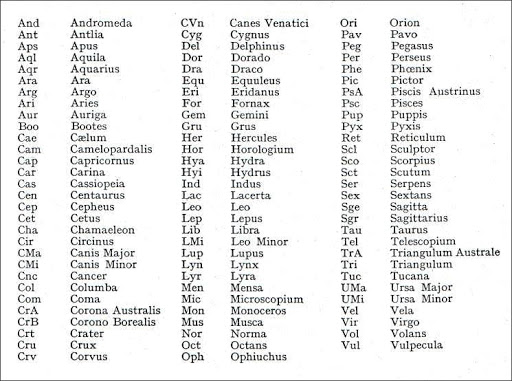 And Andromeda CVn Canes Venatici Ori Orion
Ant Antlia Cyg Cygnus Pav Pavo
Aps Apus Del Delphinus Peg Pegasus
Aql Aquila Dor Dorado Per Perseus
Aqr Aquarius Dra Draco Phe Phœnix
Ara Ara Equ Equuleus Pic Pictor
Arg Argo Eri Eridanus PsA Piscis Austrinus
Ari Aries For Fornax Psc Pisces
Aur Auriga Gem Gemini Pup Puppis
Boo Bootes Gru Grus Pyx Pyxis
Cae Cælum Her Hercules Ret Reticulum
Cam Camelopardalis Hor Horologium Scl Sculptor
Cap Capricornus Hya Hydra Sco Scorpius
Car Carina Hyi Hydrus Sct Scutum
Cas Cassiopeia Ind Indus Ser Serpens
Cen Centaurus Lac Lacerta Sex Sextans
Cep Cepheus Leo Leo Sge Sagitta
Cet Cetus Lep Lepus Sgr Sagittarius
Cha Chamaeleon Lib Libra Tau Taurus
Cir Circinus LMi Leo Minor Tel Telescopium
CMa Canis Major Lup Lupus TrA Triangulum Australe
CMi Canis Minor Lyn Lynx Tri Triangulum
Cnc Cancer Lyr Lyra Tuc Tucana
Col Columba Men Mensa UMa Ursa Major
Com Coma Mic Microscopium UMi Ursa Minor
CrA Corona Australis Mon Monoceros Vel Vela
CrB Corono Borealis Mus Musca Vir Virgo
Crt Crater Nor Norma Vol Volans
Cru Crux Oct Octans Vul Vulpecula
Crv Corvus Oph Ophiuchus